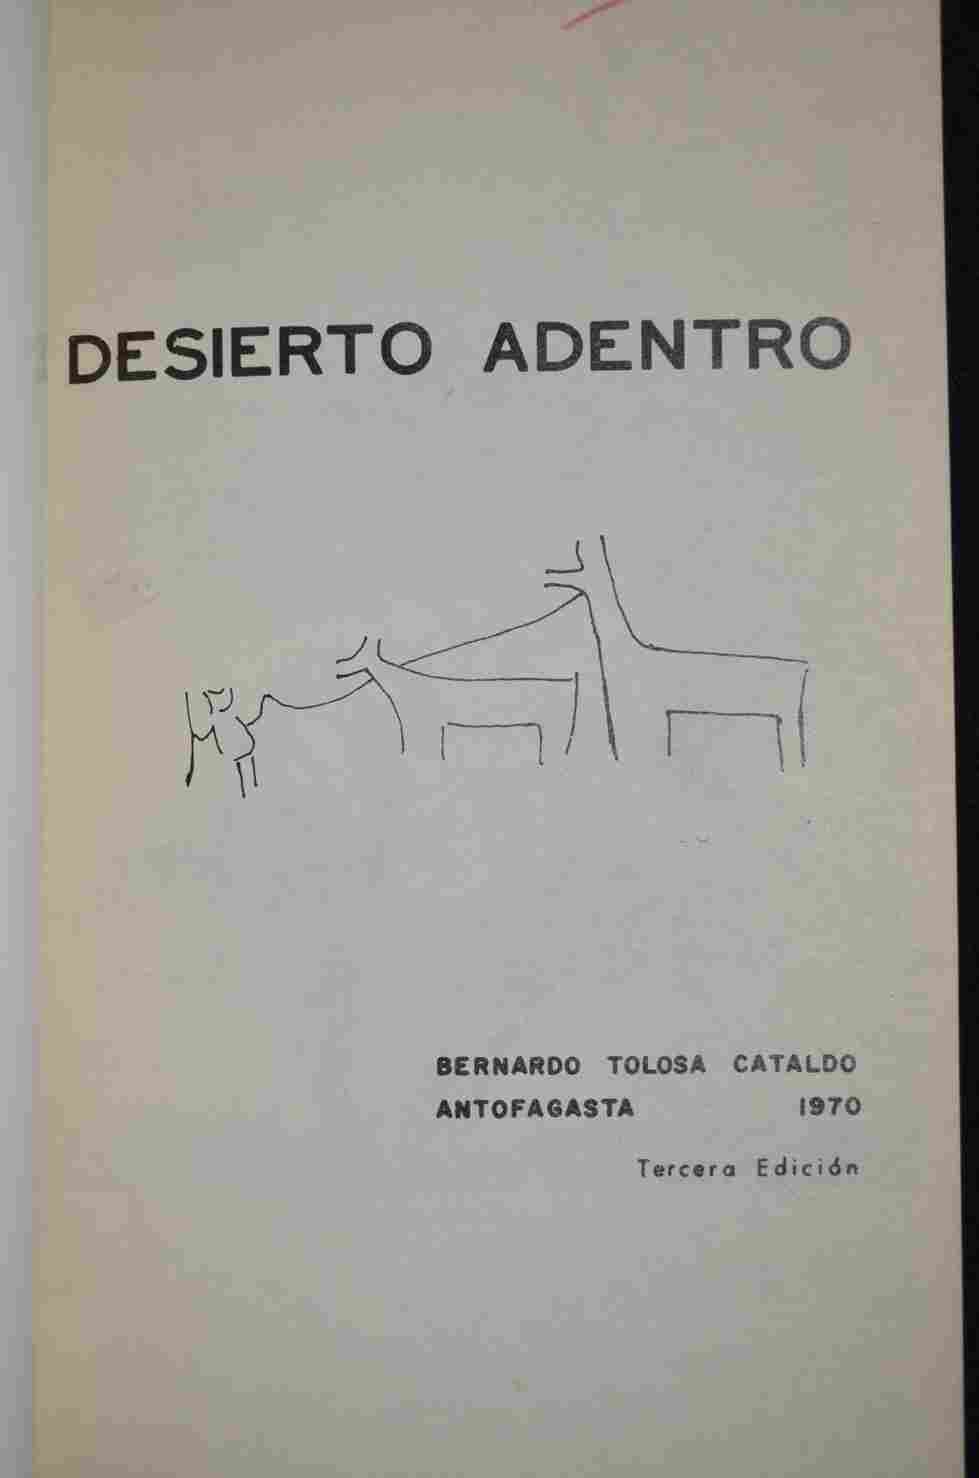 DESIERTO ADENTRO
BERNARDO TOLOSA CATALDO
ANTOFAGASTA 1970
Tercera Edición